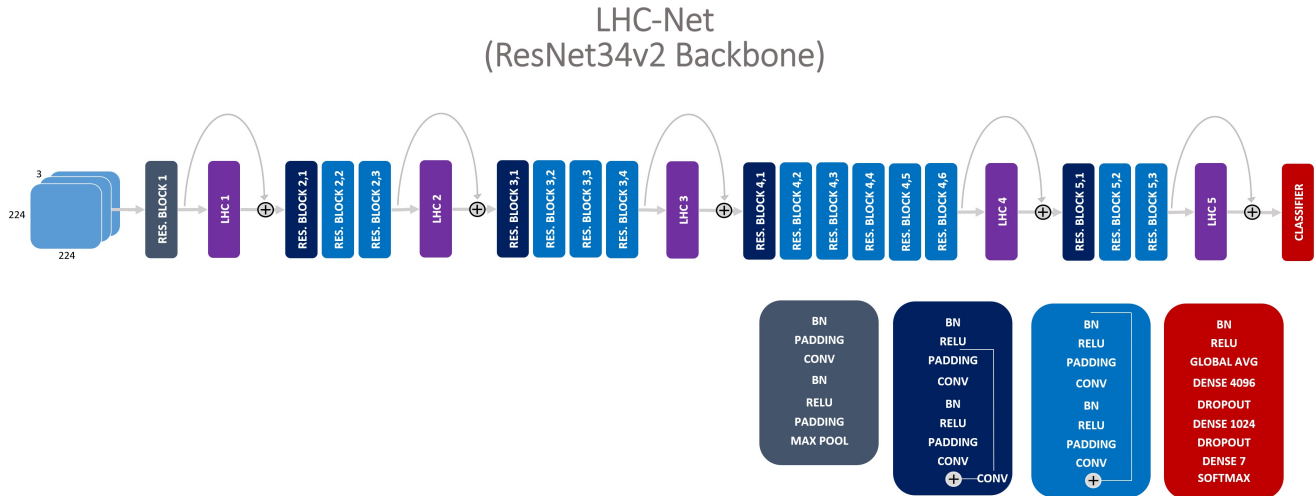 LHC-Net
(ResNet34v2 Backbone)
3
224
224
RES. BLOCK 1
LHC 1
+
RES. BLOCK 2,1
RES. BLOCK 2,2
RES. BLOCK 2,3
LHC 2
+
RES. BLOCK 3,1
RES. BLOCK 3,2
RES. BLOCK 3,3
RES. BLOCK 3,4
LHC 3
+
RES. BLOCK 4,1
RES. BLOCK 4,2
RES. BLOCK 4,3
RES. BLOCK 4,4
RES. BLOCK 4,5
RES. BLOCK 4,6
LHC 4
+
RES. BLOCK 5,1
RES. BLOCK 5,2
RES. BLOCK 5,3
LHC 5
+
CLASSIFIER
BN
PADDING
CONV
BN
RELU
PADDING
MAX POOL
BN
RELU
PADDING
CONV
BN
RELU
PADDING
CONV
+ CONV
BN
RELU
PADDING
CONV
BN
RELU
PADDING
CONV
+
BN
RELU
GLOBAL AVG
DENSE 4096
DROPOUT
DENSE 1024
DROPOUT
DENSE 7
SOFTMAX